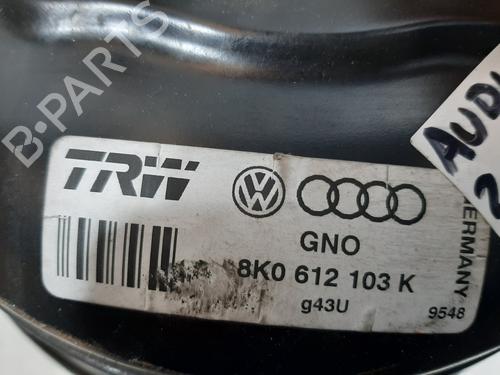 B-PARTS
AUDI
TRW
GNO
8K0 612 103 K
g43U
9548
GERMANY